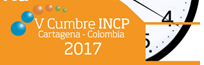 V Cumbre INCP
Cartagena - Colombia
2017